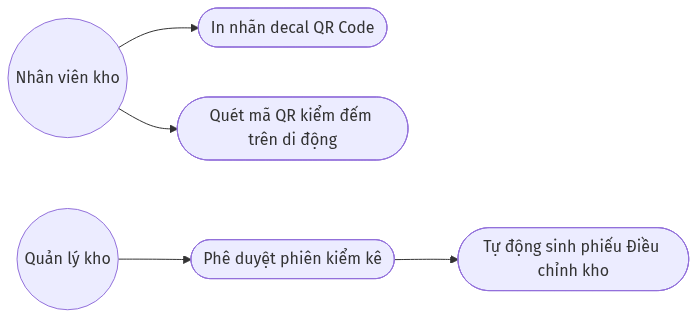 Nhân viên kho
In nhãn decal QR Code
Quét mã QR kiểm đếm
trên di động
Quản lý kho
Phê duyệt phiên kiểm kê
Tự động sinh phiếu Điều
chỉnh kho